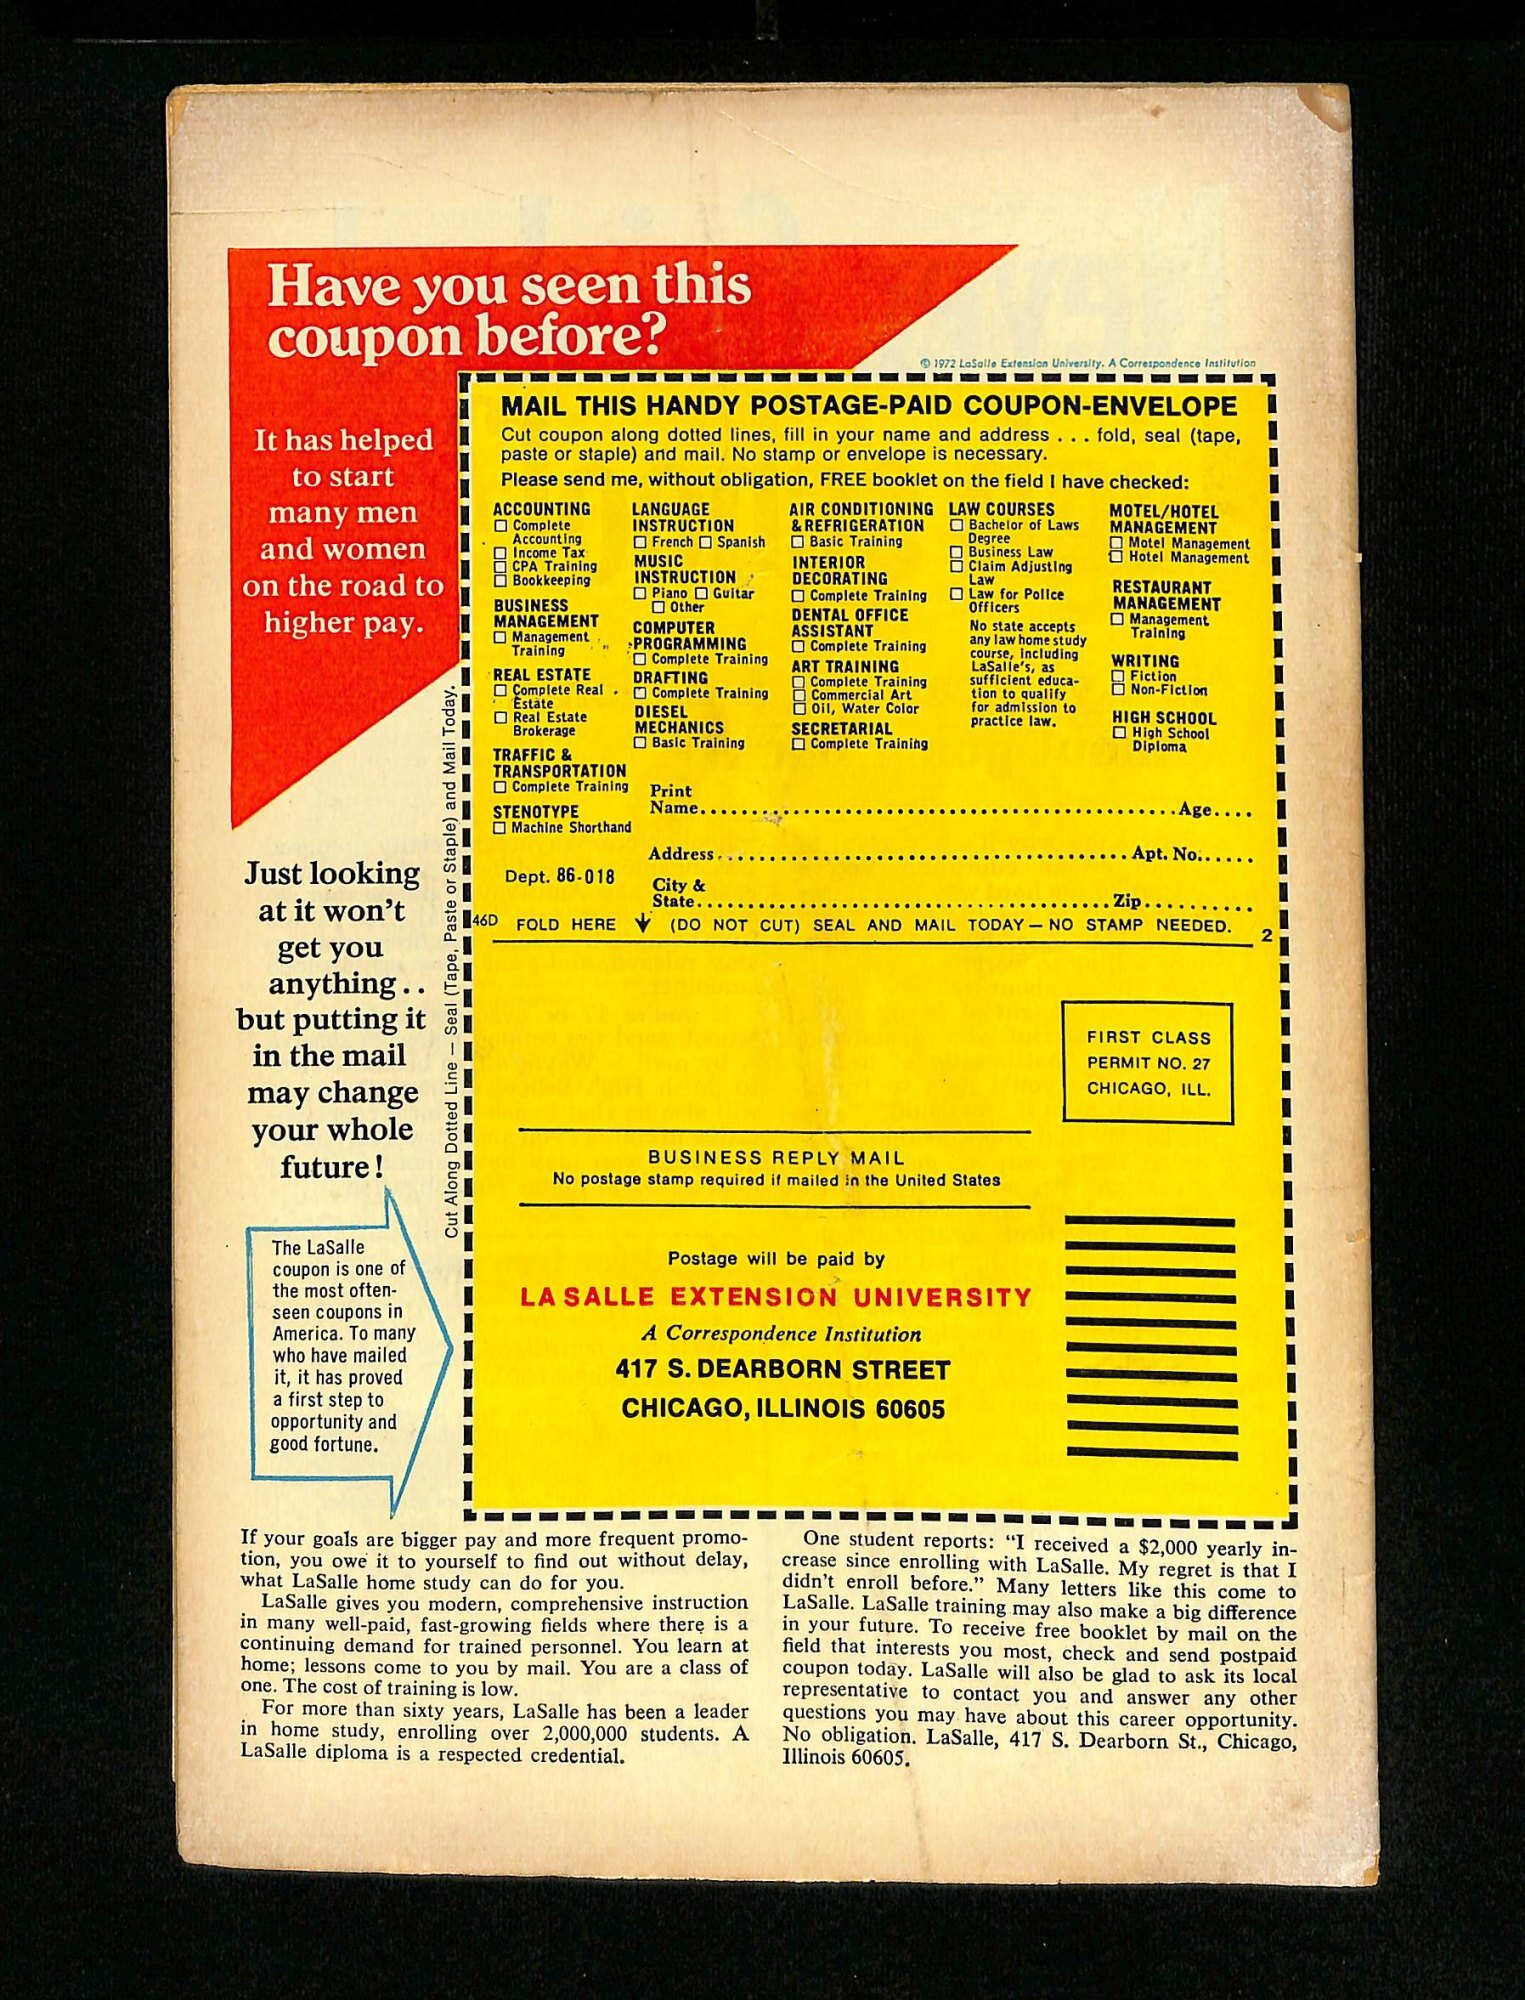 Have you seen this
coupon before?
It has helped
to start
many men
and women
on the road to
higher pay.
Just looking
at it won't
get you
anything..
but putting it
in the mail
may change
your whole
future!
The LaSalle
coupon is one of
the most often-
seen coupons in
America. To many
who have mailed
it, it has proved
a first step to
opportunity and
good fortune.
Cut Along Dotted Line — Seal (Tape, Paste or Staple) and Mail Today.
© 1972 LaSalle Extension University. A Correspondence Institution
MAIL THIS HANDY POSTAGE-PAID COUPON-ENVELOPE
Cut coupon along dotted lines, fill in your name and address . . . fold, seal (tape,
paste or staple) and mail. No stamp or envelope is necessary.
Please send me, without obligation, FREE booklet on the field I have checked:
ACCOUNTING
☐ Complete
Accounting
☐ Income Tax
☐ CPA Training
☐ Bookkeeping
BUSINESS
MANAGEMENT
☐ Management
Training
REAL ESTATE
☐ Complete Real
Estate
☐ Real Estate
Brokerage
TRAFFIC &
TRANSPORTATION
☐ Complete Training
STENOTYPE
☐ Machine Shorthand
LANGUAGE
INSTRUCTION
☐ French ☐ Spanish
MUSIC
INSTRUCTION
☐ Piano ☐ Guitar
☐ Other
COMPUTER
PROGRAMMING
☐ Complete Training
DRAFTING
☐ Complete Training
DIESEL
MECHANICS
☐ Basic Training
AIR CONDITIONING
& REFRIGERATION
☐ Basic Training
INTERIOR
DECORATING
☐ Complete Training
DENTAL OFFICE
ASSISTANT
☐ Complete Training
ART TRAINING
☐ Complete Training
☐ Commercial Art
☐ Oil, Water Color
SECRETARIAL
☐ Complete Training
LAW COURSES
☐ Bachelor of Laws
Degree
☐ Business Law
☐ Claim Adjusting
Law
☐ Law for Police
Officers
No state accepts
any law home study
course, including
LaSalle's, as
sufficient educa-
tion to qualify
for admission to
practice law.
MOTEL/HOTEL
MANAGEMENT
☐ Motel Management
☐ Hotel Management
RESTAURANT
MANAGEMENT
☐ Management
Training
WRITING
☐ Fiction
☐ Non-Fiction
HIGH SCHOOL
☐ High School
Diploma
Print
Name.......... Age....
Address.......... Apt. No......
Dept. 86-018
City &
State.......... Zip..........
46D FOLD HERE ↓ (DO NOT CUT) SEAL AND MAIL TODAY — NO STAMP NEEDED. 2
FIRST CLASS
PERMIT NO. 27
CHICAGO, ILL.
BUSINESS REPLY MAIL
No postage stamp required if mailed in the United States
Postage will be paid by
LA SALLE EXTENSION UNIVERSITY
A Correspondence Institution
417 S. DEARBORN STREET
CHICAGO, ILLINOIS 60605
If your goals are bigger pay and more frequent promo-
tion, you owe it to yourself to find out without delay,
what LaSalle home study can do for you.
LaSalle gives you modern, comprehensive instruction
in many well-paid, fast-growing fields where there is a
continuing demand for trained personnel. You learn at
home; lessons come to you by mail. You are a class of
one. The cost of training is low.
For more than sixty years, LaSalle has been a leader
in home study, enrolling over 2,000,000 students. A
LaSalle diploma is a respected credential.
One student reports: "I received a $2,000 yearly in-
crease since enrolling with LaSalle. My regret is that I
didn't enroll before." Many letters like this come to
LaSalle. LaSalle training may also make a big difference
in your future. To receive free booklet by mail on the
field that interests you most, check and send postpaid
coupon today. LaSalle will also be glad to ask its local
representative to contact you and answer any other
questions you may have about this career opportunity.
No obligation. LaSalle, 417 S. Dearborn St., Chicago,
Illinois 60605.